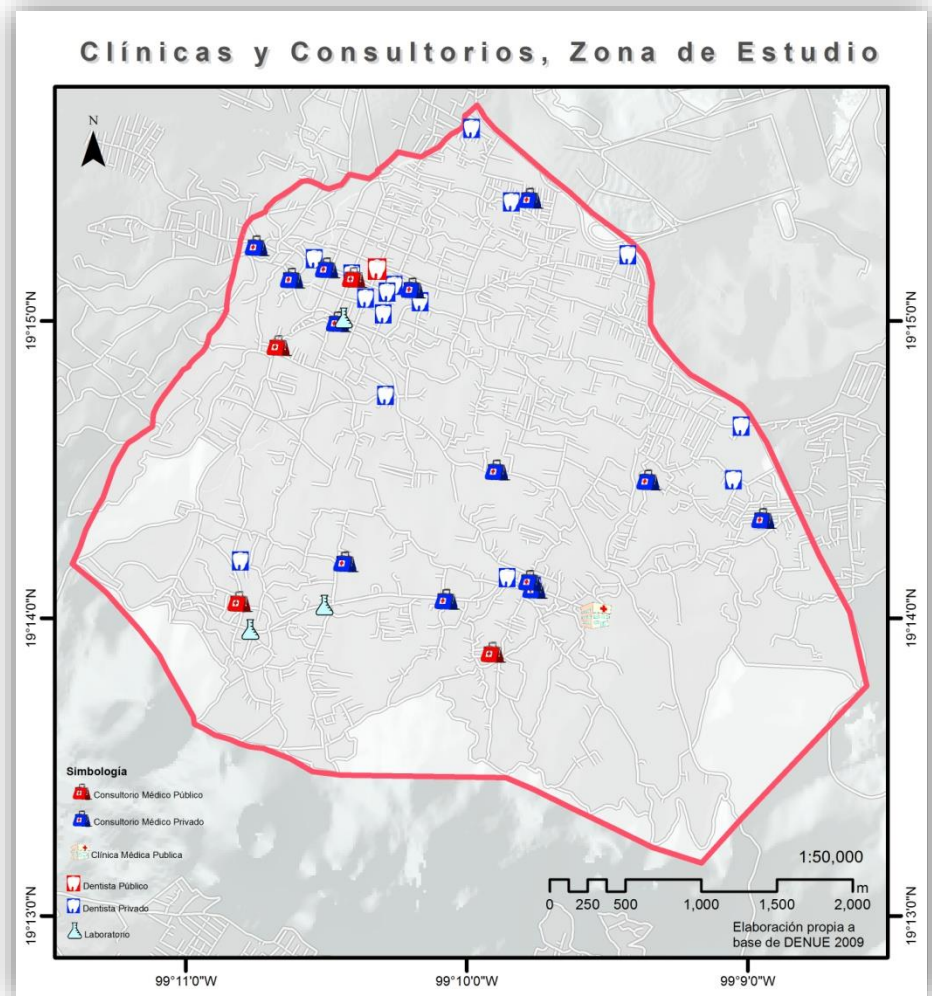 Clínicas y Consultorios, Zona de Estudio
N
19°15'0"N
19°15'0"N
19°14'0"N
19°14'0"N
Simbología
Consultorio Médico Público
Consultorio Médico Privado
Clínica Médica Publica
Dentista Público
Dentista Privado
Laboratorio
1:50,000
0 250 500 1,000 1,500 2,000 m
Elaboración propia a
base de DENUE 2009
19°13'0"N
19°13'0"N
99°11'0"W
99°10'0"W
99°9'0"W